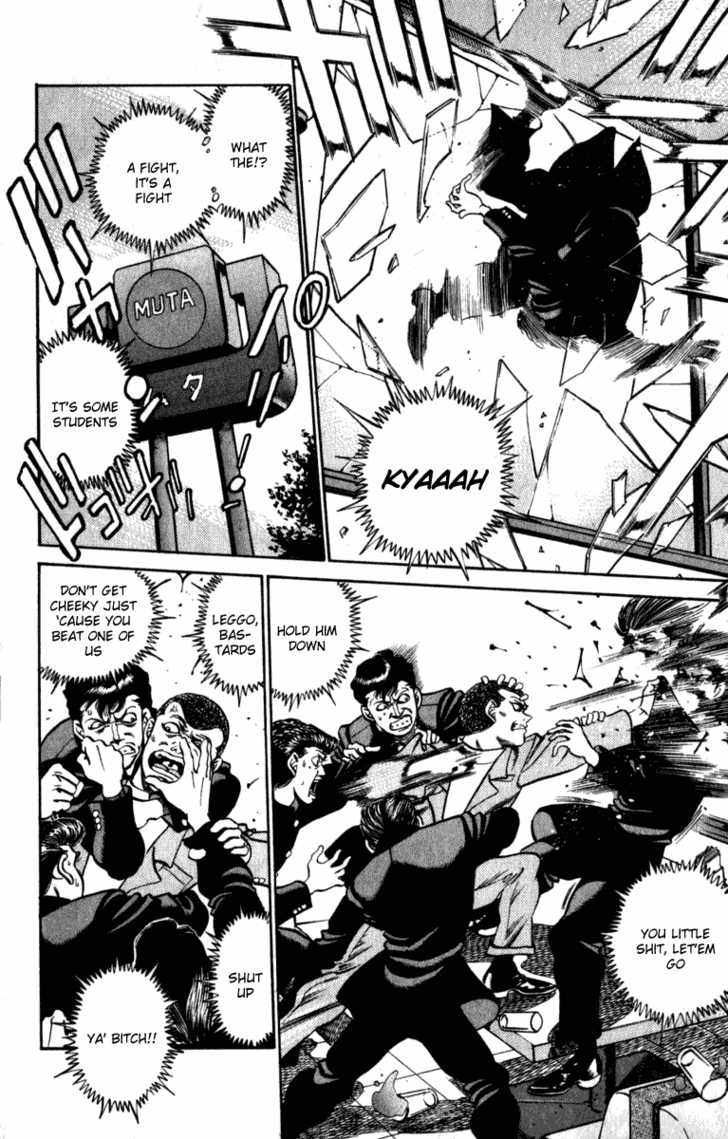 KYAAAH
WHAT
THE!?
A FIGHT,
IT'S A
FIGHT
MUTA
タ
IT'S SOME
STUDENTS
HOLD HIM
DOWN
YOU LITTLE
SHIT, LET'EM
GO
LEGGO,
BAS-
TARDS
DON'T GET
CHEEKY JUST
'CAUSE YOU
BEAT ONE OF
US
SHUT
UP
YA' BITCH!!